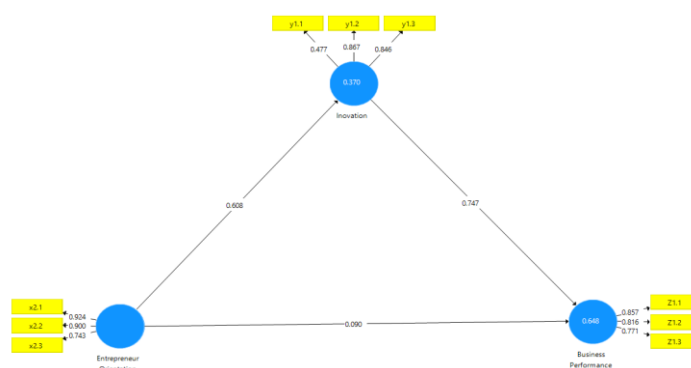 y1.1 y1.2 y1.3
0.477 0.867 0.846
0.370
Inovation
0.608 0.747
x2.1 0.924
x2.2 0.900
x2.3 0.743
Entrepreneur
0.090
0.648
Business
Performance
0.857 Z1.1
0.816 Z1.2
0.771 Z1.3